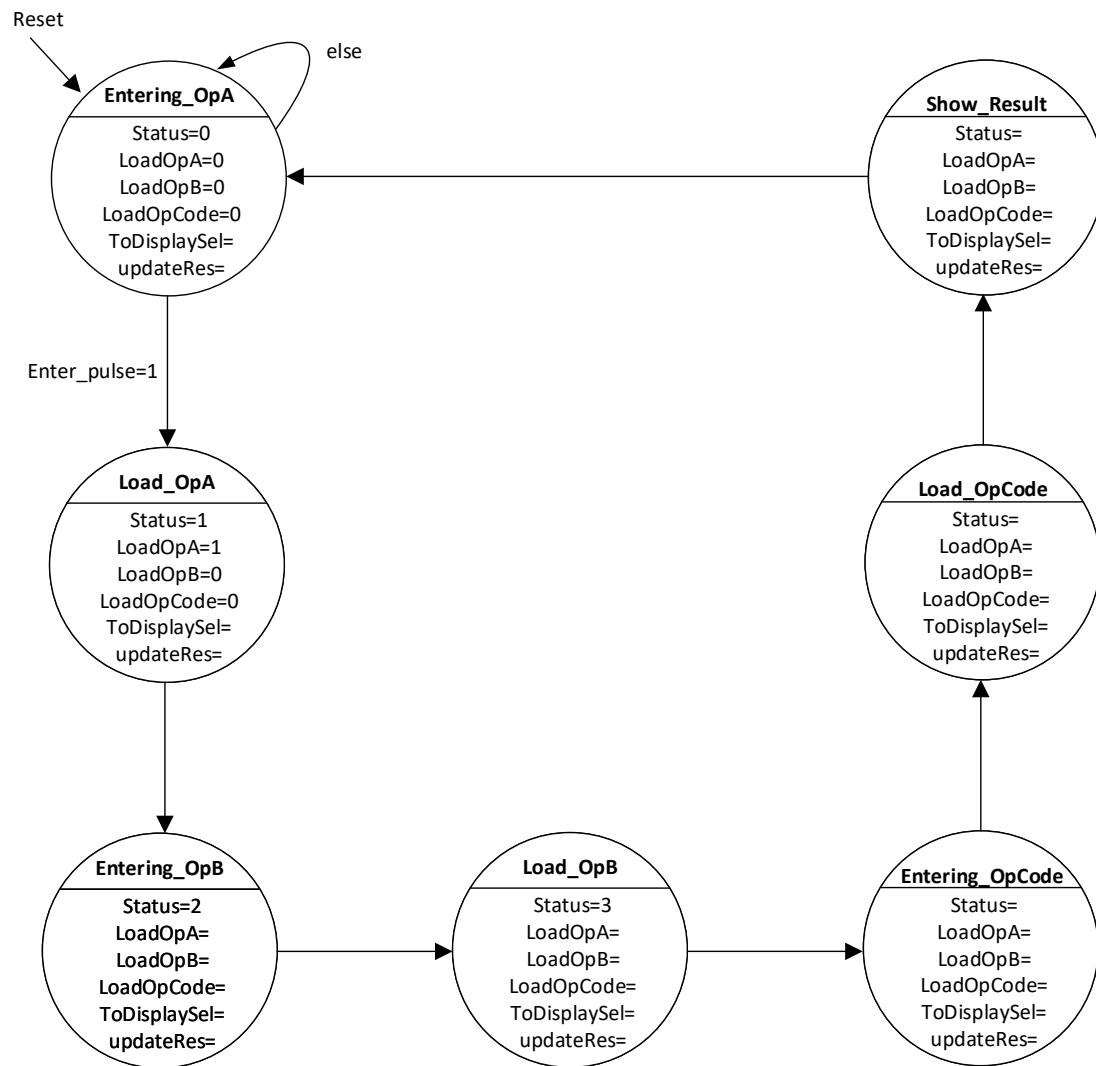 Reset
else
Entering_OpA
Status=0
LoadOpA=0
LoadOpB=0
LoadOpCode=0
ToDisplaySel=
updateRes=
Show_Result
Status=
LoadOpA=
LoadOpB=
LoadOpCode=
ToDisplaySel=
updateRes=
Enter_pulse=1
Load_OpA
Status=1
LoadOpA=1
LoadOpB=0
LoadOpCode=0
ToDisplaySel=
updateRes=
Load_OpCode
Status=
LoadOpA=
LoadOpB=
LoadOpCode=
ToDisplaySel=
updateRes=
Entering_OpB
Status=2
LoadOpA=
LoadOpB=
LoadOpCode=
ToDisplaySel=
updateRes=
Load_OpB
Status=3
LoadOpA=
LoadOpB=
LoadOpCode=
ToDisplaySel=
updateRes=
Entering_OpCode
Status=
LoadOpA=
LoadOpB=
LoadOpCode=
ToDisplaySel=
updateRes=